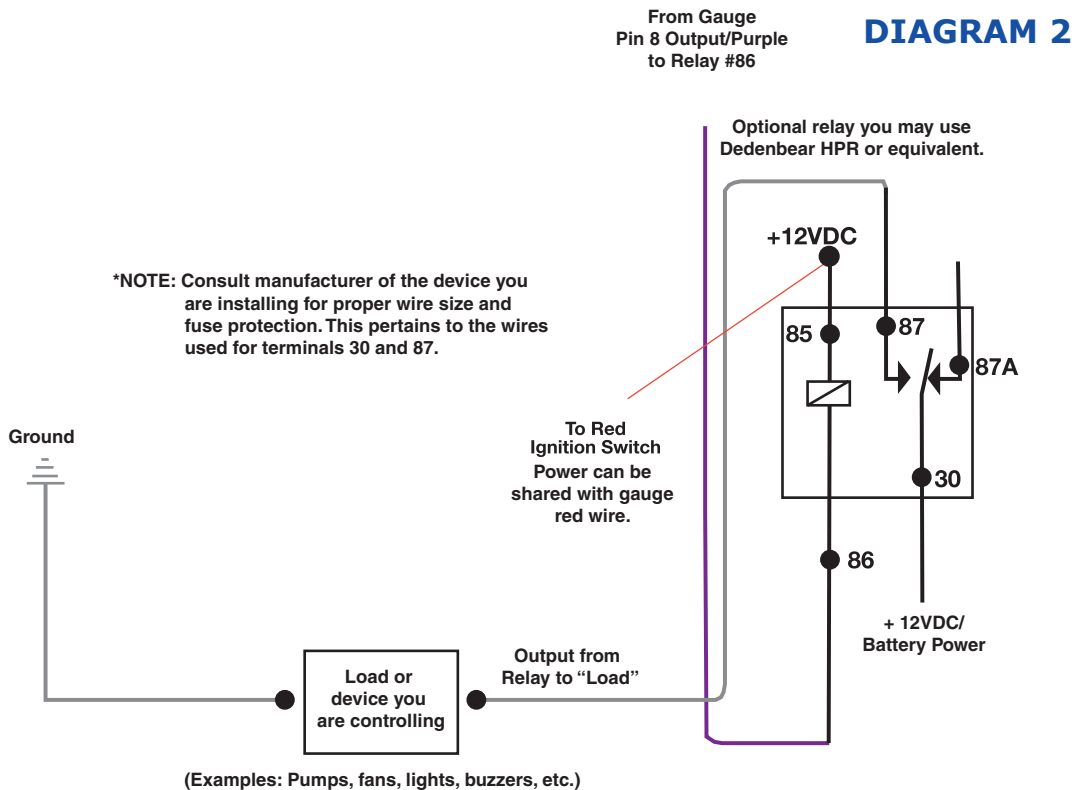 From Gauge
Pin 8 Output/Purple
to Relay #86
DIAGRAM 2
Optional relay you may use
Dedenbear HPR or equivalent.
+12VDC
*NOTE: Consult manufacturer of the device you
are installing for proper wire size and
fuse protection. This pertains to the wires
used for terminals 30 and 87.
85
87
87A
To Red
Ignition Switch
Power can be
shared with gauge
red wire.
Ground
30
86
+ 12VDC/
Battery Power
Output from
Relay to “Load”
Load or
device you
are controlling
(Examples: Pumps, fans, lights, buzzers, etc.)